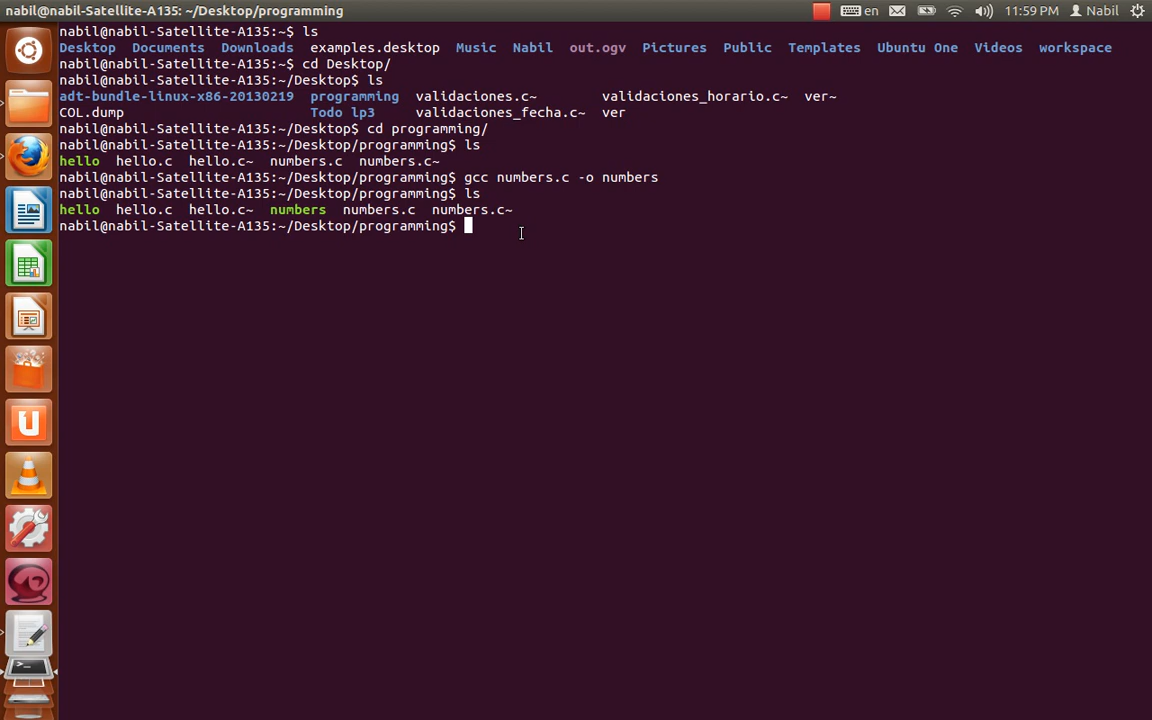 nabil@nabil-Satellite-A135: ~/Desktop/programming en 11:59 PM Nabil
nabil@nabil-Satellite-A135:~$ ls
Desktop Documents Downloads examples.desktop Music Nabil out.ogv Pictures Public Templates Ubuntu One Videos workspace
nabil@nabil-Satellite-A135:~$ cd Desktop/
nabil@nabil-Satellite-A135:~/Desktop$ ls
adt-bundle-linux-x86-20130219 programming validaciones.c~ validaciones_horario.c~ ver~
COL.dump Todo lp3 validaciones_fecha.c~ ver
nabil@nabil-Satellite-A135:~/Desktop$ cd programming/
nabil@nabil-Satellite-A135:~/Desktop/programming$ ls
hello hello.c hello.c~ numbers.c numbers.c~
nabil@nabil-Satellite-A135:~/Desktop/programming$ gcc numbers.c -o numbers
nabil@nabil-Satellite-A135:~/Desktop/programming$ ls
hello hello.c hello.c~ numbers numbers.c numbers.c~
nabil@nabil-Satellite-A135:~/Desktop/programming$